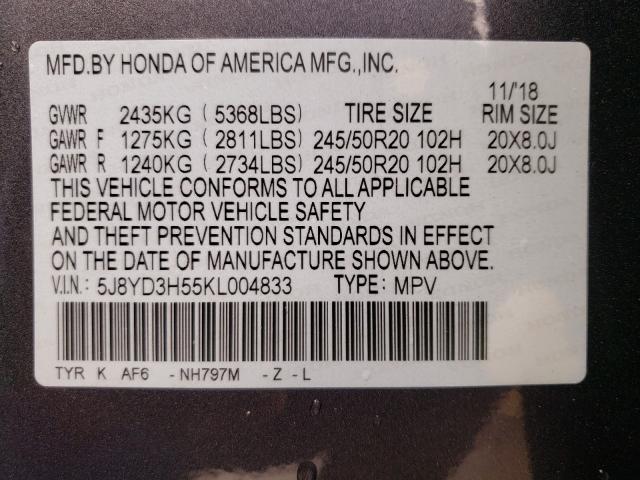 MFD.BY HONDA OF AMERICA MFG.,INC.
11/'18
GVWR 2435KG ( 5368LBS) TIRE SIZE RIM SIZE
GAWR F 1275KG ( 2811LBS) 245/50R20 102H 20X8.0J
GAWR R 1240KG ( 2734LBS) 245/50R20 102H 20X8.0J
THIS VEHICLE CONFORMS TO ALL APPLICABLE
FEDERAL MOTOR VEHICLE SAFETY
AND THEFT PREVENTION STANDARDS IN EFFECT
ON THE DATE OF MANUFACTURE SHOWN ABOVE.
V.I.N.: 5J8YD3H55KL004833 TYPE: MPV
TYR K AF6 - NH797M - Z - L